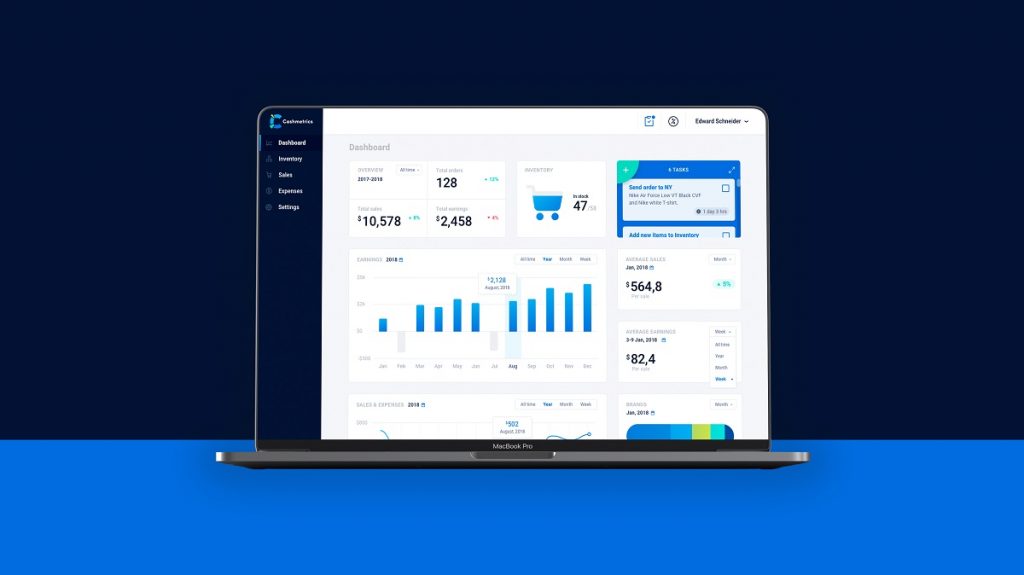 Cashmetrics
Edward Schneider
Dashboard
Inventory
Sales
Expenses
Settings
Dashboard
OVERVIEW
2017-2018
All time
Total orders
128
12%
Total sales
$10,578
8%
Total earnings
$2,458
4%
INVENTORY
In stock
47/50
6 TASKS
Send order to NY
Nike Air Force Low VT Black CVF
and Nike white T-shirt.
1 day 3 hrs
Add new items to Inventory
EARNINGS 2018
All time Year Month Week
$2,128
August, 2018
$2k
$0
-$500
Jan Feb Mar Apr May Jun Jul Aug Sep Oct Nov Dec
AVERAGE SALES
Jan, 2018
Month
$564,8
Per sale
5%
AVERAGE EARNINGS
3-9 Jan, 2018
$82,4
Per sale
Week
All time
Year
Month
Week
SALES & EXPENSES 2018
All time Year Month Week
$502
August, 2018
BRANDS
Jan, 2018
Month
MacBook Pro